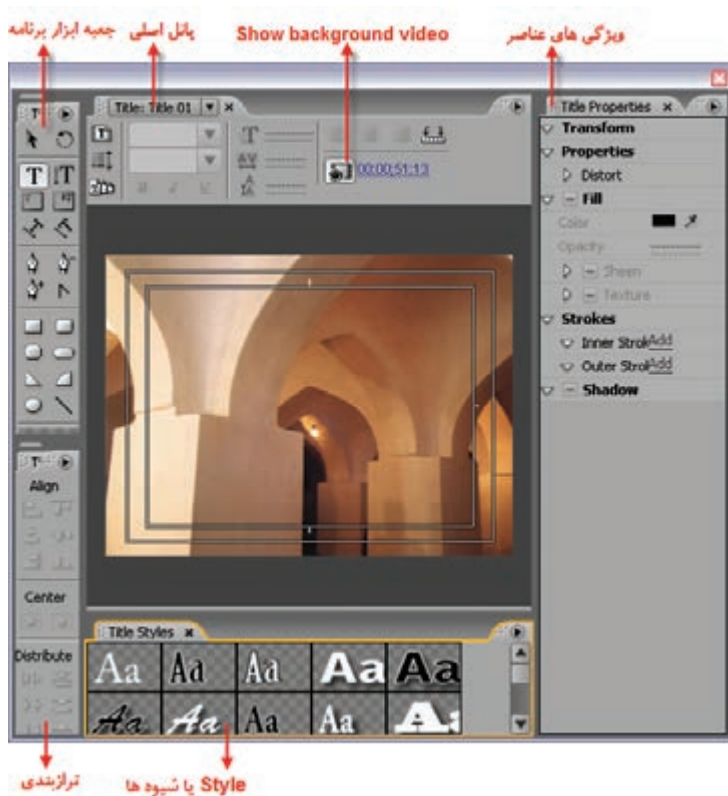 جعبه ابزار برنامه
پانل اصلی
Show background video
ویژگی های عناصر
Title: Title 01
Title Properties
00;00;51;13
Transform
Properties
Distort
Fill
Color
Opacity
Sheen
Texture
Strokes
Inner Strok Add
Outer Strok Add
Shadow
Align
Center
Distribute
Title Styles
Aa Aa Aa Aa Aa
Aa Aa Aa Aa A
ترازبندی
Style یا شیوه ها